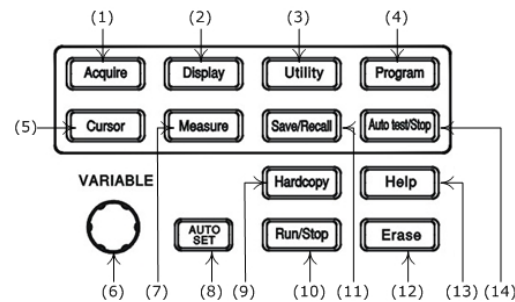 (1) (2) (3) (4)
Acquire Display Utility Program
(5) Cursor Measure Save/Recall Auto test/Stop
VARIABLE Hardcopy Help
AUTO
SET Run/Stop Erase
(6) (7) (8) (9) (10) (11) (12) (13) (14)